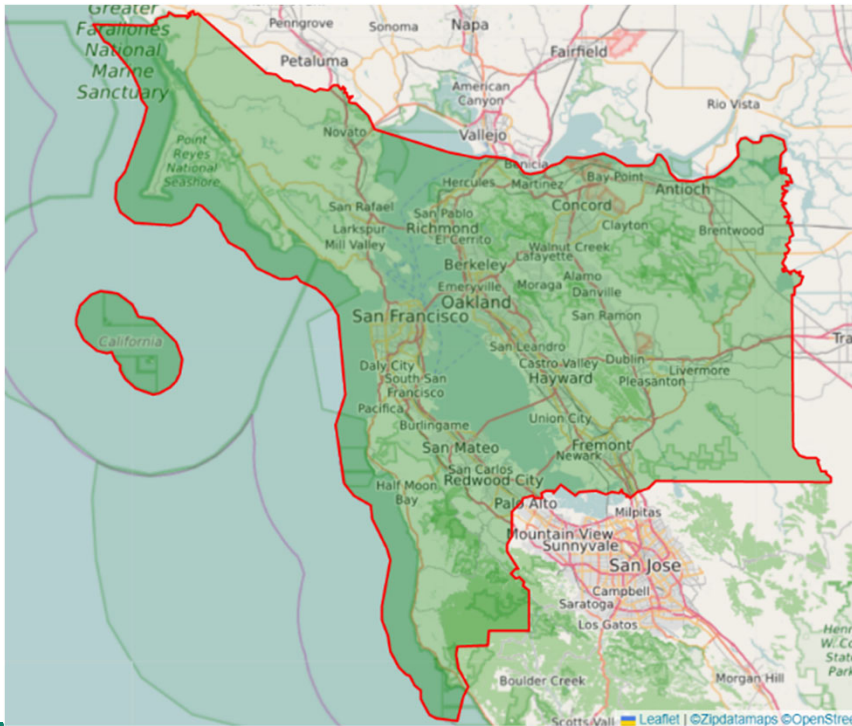 Greater
Farallones
National
Marine
Sanctuary
Penngrove
Sonoma
Napa
Petaluma
Fairfield
American
Canyon
Rio Vista
Vallejo
Novato
Point
Reyes
National
Seashore
Benicia
Hercules
Martinez
Bay Point
Antioch
San Rafael
San Pablo
Concord
Larkspur
Richmond
Clayton
Brentwood
Mill Valley
El Cerrito
Walnut Creek
Berkeley
Lafayette
Emeryville
Moraga
Alamo
Oakland
Danville
San Francisco
San Ramon
California
San Leandro
Castro Valley
Dublin
Daly City
Hayward
Livermore
South San
Francisco
Pleasanton
Pacifica
Burlingame
Union City
San Mateo
Fremont
Newark
San Carlos
Redwood City
Half Moon
Bay
Palo Alto
Milpitas
Mountain View
Sunnyvale
San Jose
Campbell
Saratoga
Los Gatos
Boulder Creek
Morgan Hill
Leaflet | ©Zipdatamaps ©OpenStre